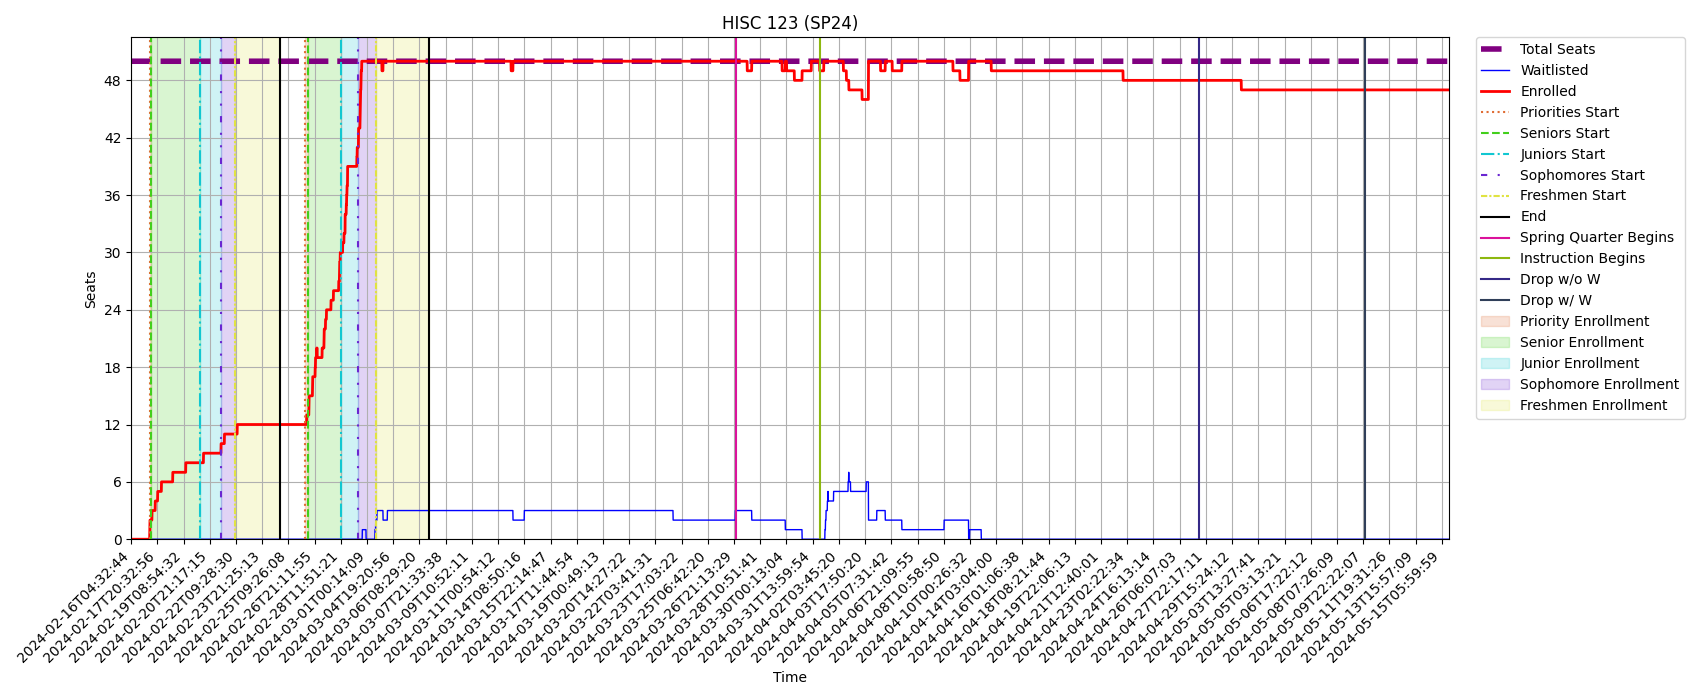 HISC 123 (SP24)
Total Seats
Waitlisted
Enrolled
Priorities Start
Seniors Start
Juniors Start
Sophomores Start
Freshmen Start
End
Spring Quarter Begins
Instruction Begins
Drop w/o W
Drop w/ W
Priority Enrollment
Senior Enrollment
Junior Enrollment
Sophomore Enrollment
Freshmen Enrollment
Seats
48
42
36
30
24
18
12
6
0
2024-02-16T04:32:44
2024-02-17T20:32:56
2024-02-19T08:54:32
2024-02-20T21:17:15
2024-02-22T09:28:30
2024-02-23T21:25:13
2024-02-25T09:26:09
2024-02-26T21:11:55
2024-02-28T11:51:21
2024-03-01T00:14:09
2024-03-04T19:20:56
2024-03-06T08:29:20
2024-03-07T21:33:38
2024-03-09T10:52:11
2024-03-11T00:54:12
2024-03-14T08:50:16
2024-03-15T22:14:47
2024-03-17T11:44:54
2024-03-19T00:49:13
2024-03-20T14:27:22
2024-03-22T03:41:31
2024-03-23T17:03:22
2024-03-25T06:42:20
2024-03-26T21:13:29
2024-03-28T10:51:41
2024-03-30T00:13:04
2024-03-31T13:59:54
2024-04-02T03:45:20
2024-04-03T17:50:20
2024-04-05T07:31:42
2024-04-06T21:09:55
2024-04-08T10:58:50
2024-04-10T00:26:32
2024-04-14T03:04:00
2024-04-16T01:06:38
2024-04-18T08:21:44
2024-04-19T22:06:13
2024-04-21T12:40:01
2024-04-23T02:22:34
2024-04-24T16:13:14
2024-04-26T06:07:03
2024-04-27T22:17:11
2024-04-29T15:24:12
2024-05-03T13:27:41
2024-05-05T03:13:21
2024-05-06T17:22:12
2024-05-08T07:26:09
2024-05-09T22:22:07
2024-05-11T19:31:26
2024-05-13T15:57:09
2024-05-15T05:59:59
Time